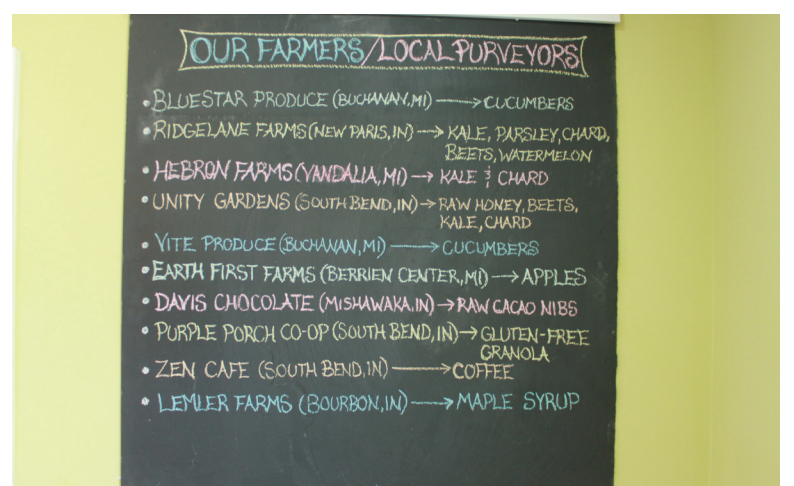 OUR FARMERS/LOCAL PURVEYORS
• BLUESTAR PRODUCE (BUCHANAN, MI) → CUCUMBERS
• RIDGELANE FARMS (NEW PARIS, IN) → KALE, PARSLEY, CHARD,
BEETS, WATERMELON
• HEBRON FARMS (VANDALIA, MI) → KALE & CHARD
• UNITY GARDENS (SOUTH BEND, IN) → RAW HONEY, BEETS,
KALE, CHARD
• VITE PRODUCE (BUCHANAN, MI) → CUCUMBERS
• EARTH FIRST FARMS (BERRIEN CENTER, MI) → APPLES
• DAVIS CHOCOLATE (MISHAWAKA, IN) → RAW CACAO NIBS
• PURPLE PORCH CO-OP (SOUTH BEND, IN) → GLUTEN-FREE
GRANOLA
• ZEN CAFE (SOUTH BEND, IN) → COFFEE
• LEMLER FARMS (BOURBON, IN) → MAPLE SYRUP